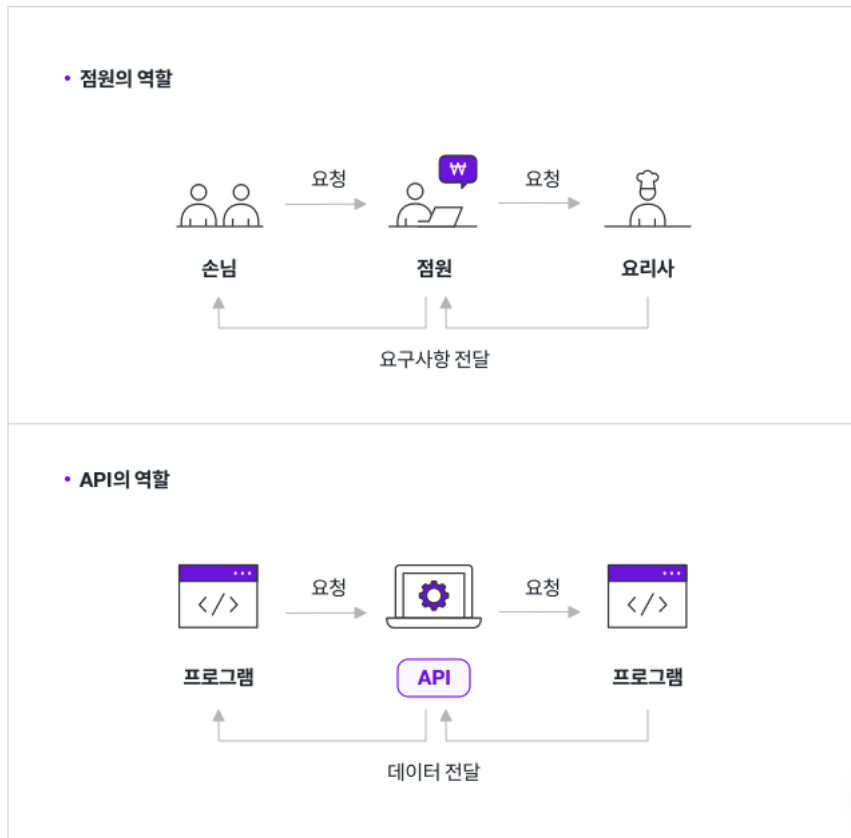 • 점원의 역할
요청
₩
요청
손님
점원
요리사
요구사항 전달
• API의 역할
요청
요청
</>
</>
프로그램
API
프로그램
데이터 전달